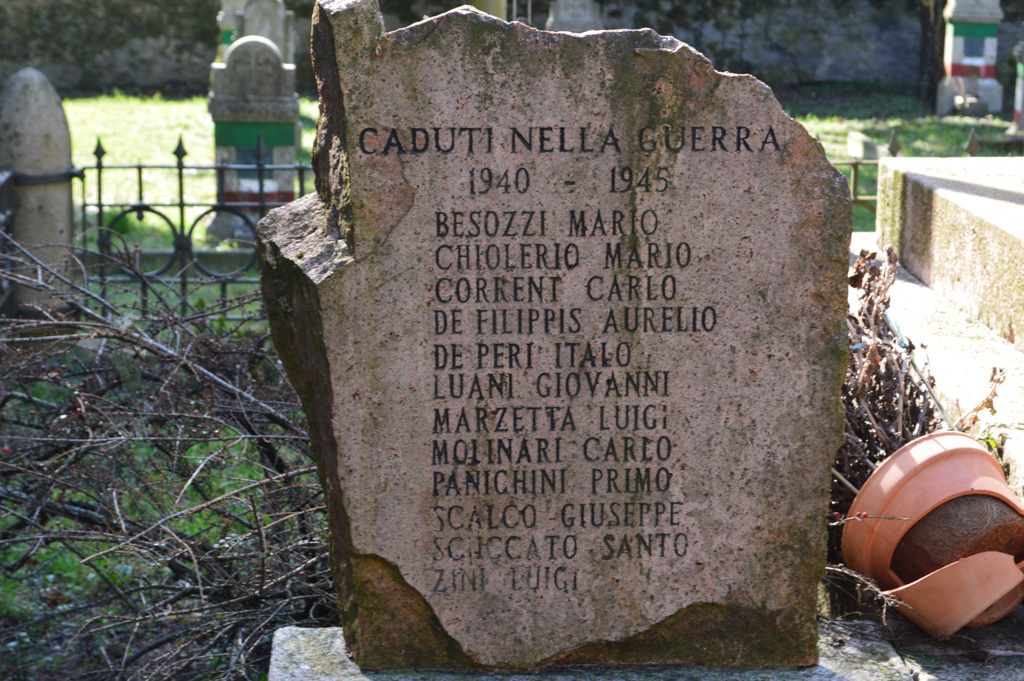 CADUTI NELLA GUERRA
1940 - 1945
BESOZZI MARIO
CHIOLERIO MARIO
CORRENT CARLO
DE FILIPPIS AURELIO
DE PERI ITALO
LUANI GIOVANNI
MARZETTA LUIGI
MOLINARI CARLO
PANICHINI PRIMO
SCALCO GIUSEPPE
SANTO
ZINI LUIGI